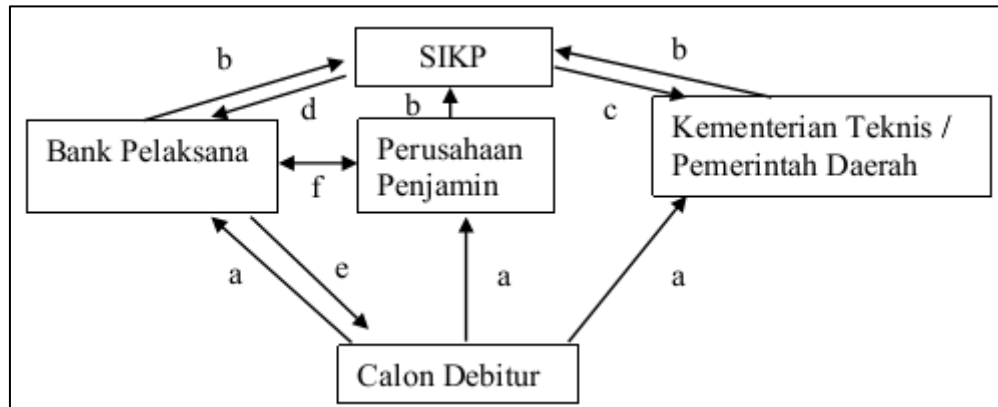 SIKP
b
b
d
b
c
Bank Pelaksana
Perusahaan
Penjamin
Kementerian Teknis /
Pemerintah Daerah
f
a
e
a
a
Calon Debitur